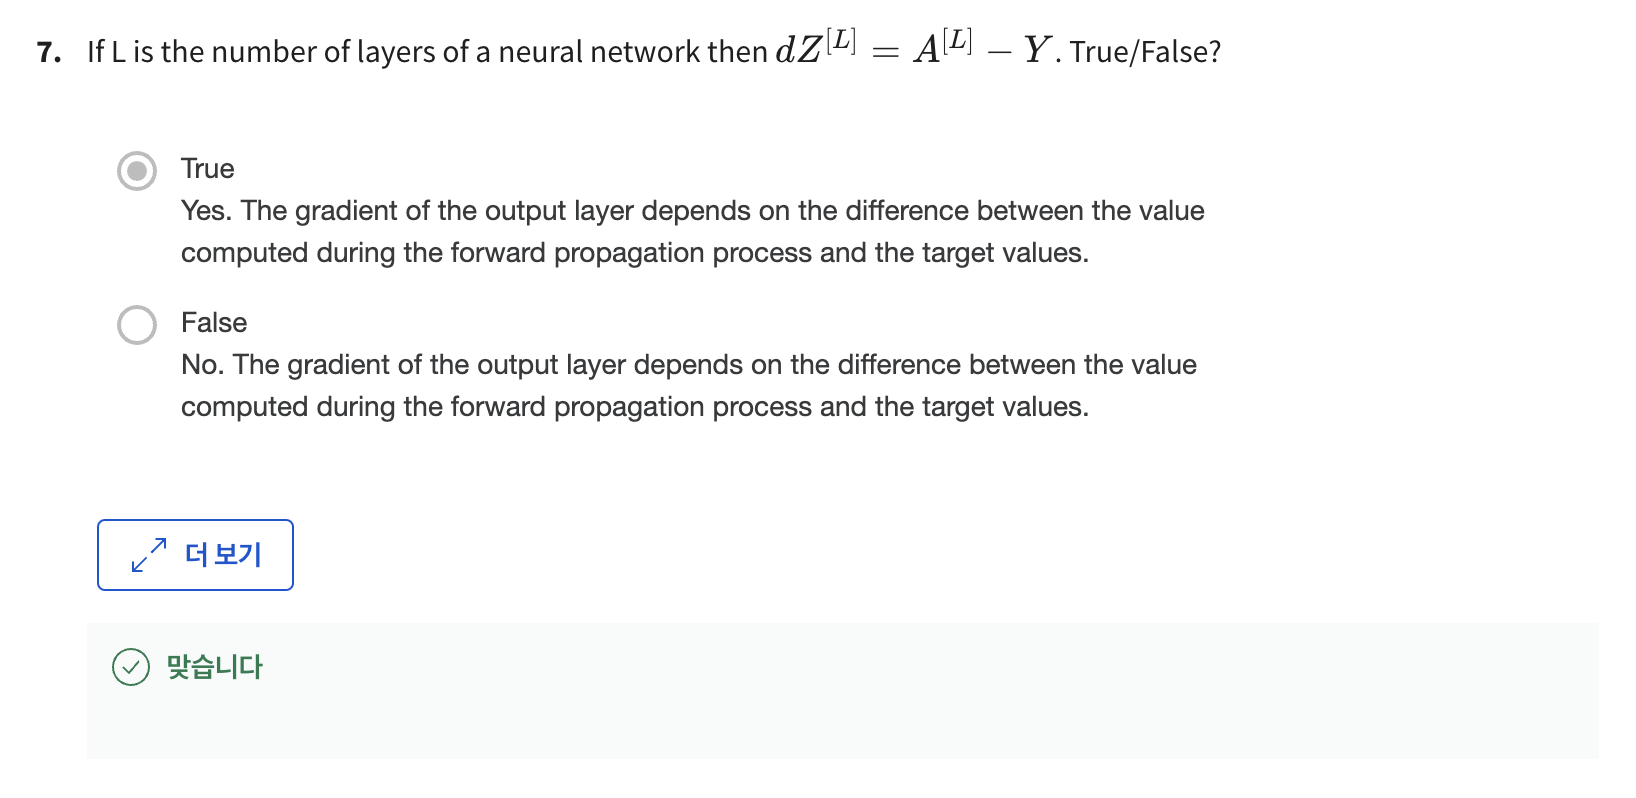 7. If L is the number of layers of a neural network then dZ^{[L]} = A^{[L]} − Y. True/False?
True
Yes. The gradient of the output layer depends on the difference between the value
computed during the forward propagation process and the target values.
False
No. The gradient of the output layer depends on the difference between the value
computed during the forward propagation process and the target values.
더 보기
맞습니다